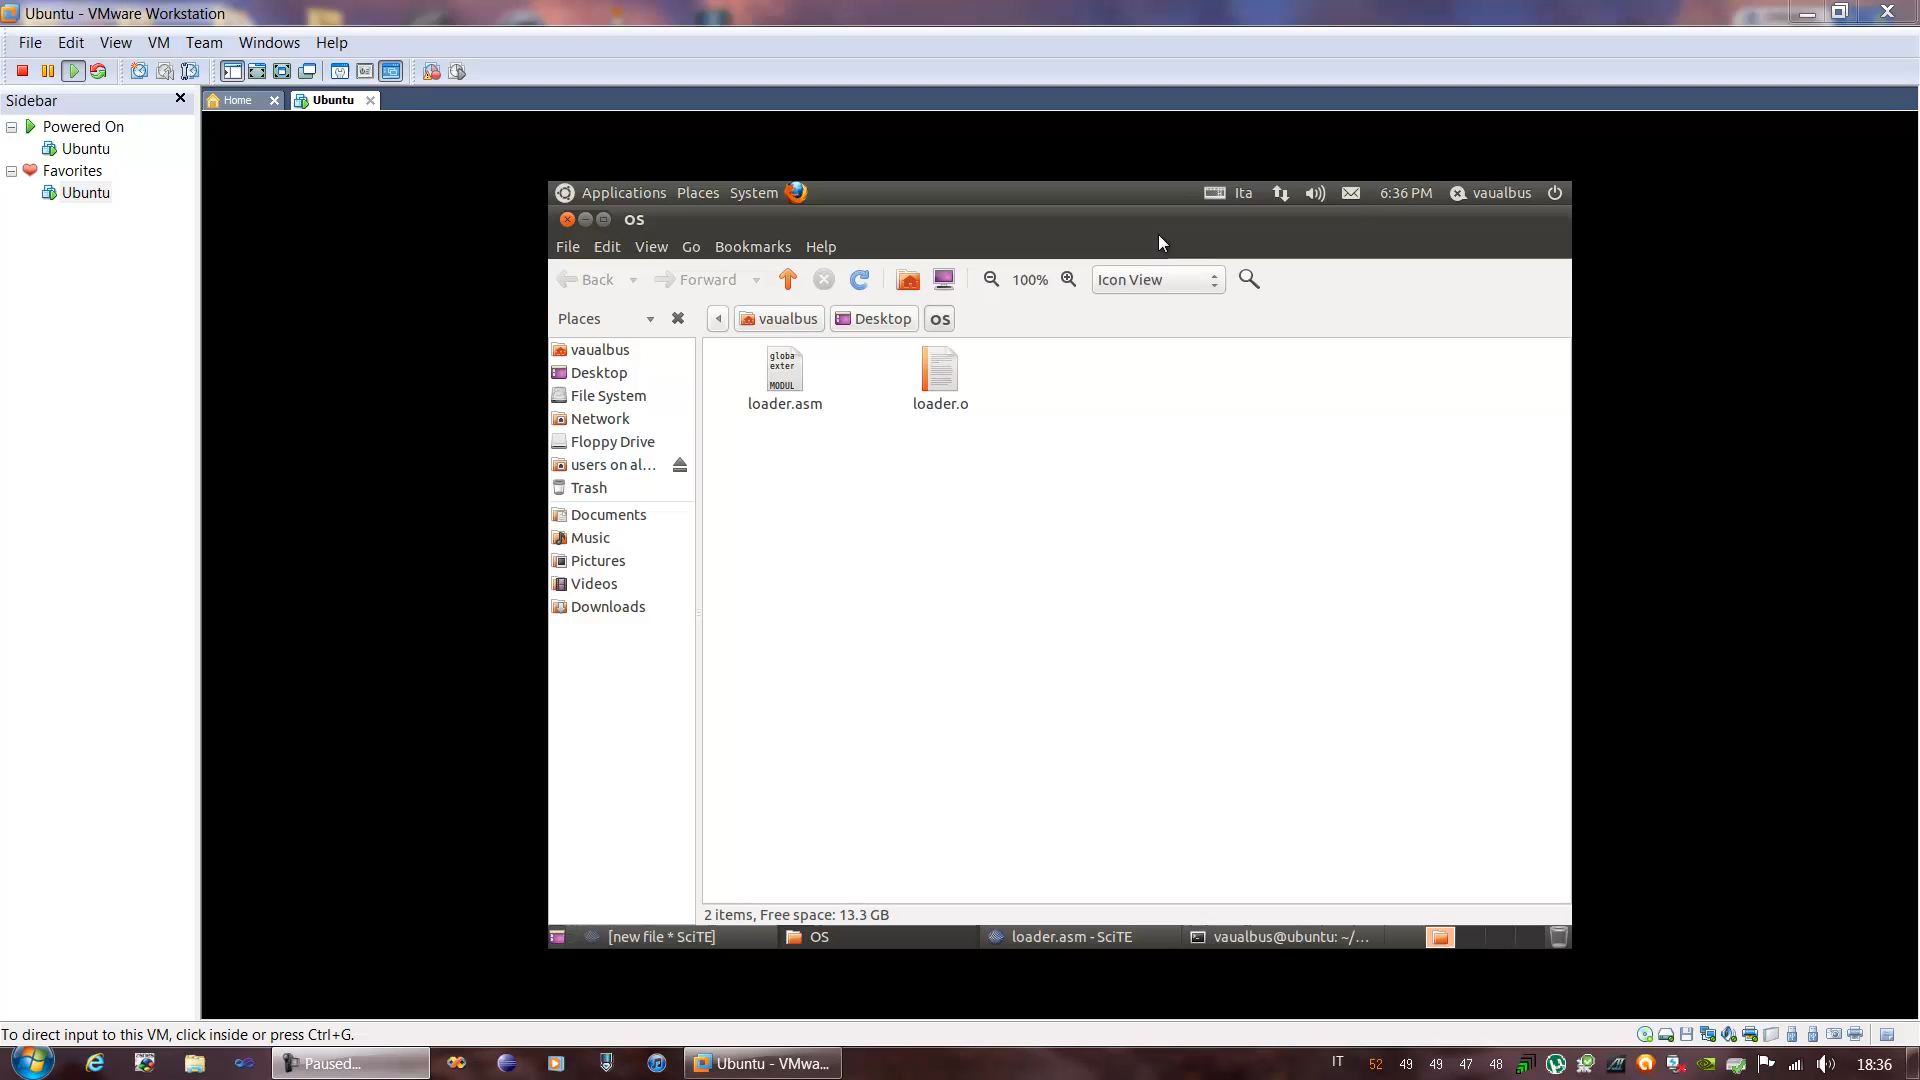 Ubuntu - VMware Workstation
File Edit View VM Team Windows Help
Sidebar
Home
Ubuntu
Powered On
Ubuntu
Favorites
Ubuntu
Applications Places System
Ita 6:36 PM vaualbus
OS
File Edit View Go Bookmarks Help
Back Forward 100% Icon View
Places vaualbus Desktop OS
vaualbus
Desktop
File System
Network
Floppy Drive
users on al...
Trash
Documents
Music
Pictures
Videos
Downloads
globa
exter
MODUL
loader.asm loader.o
2 items, Free space: 13.3 GB
[new file * SciTE] OS loader.asm - SciTE vaualbus@ubuntu: ~/...
To direct input to this VM, click inside or press Ctrl+G.
Paused... Ubuntu - VMwa... IT 52 49 49 47 48 18:36